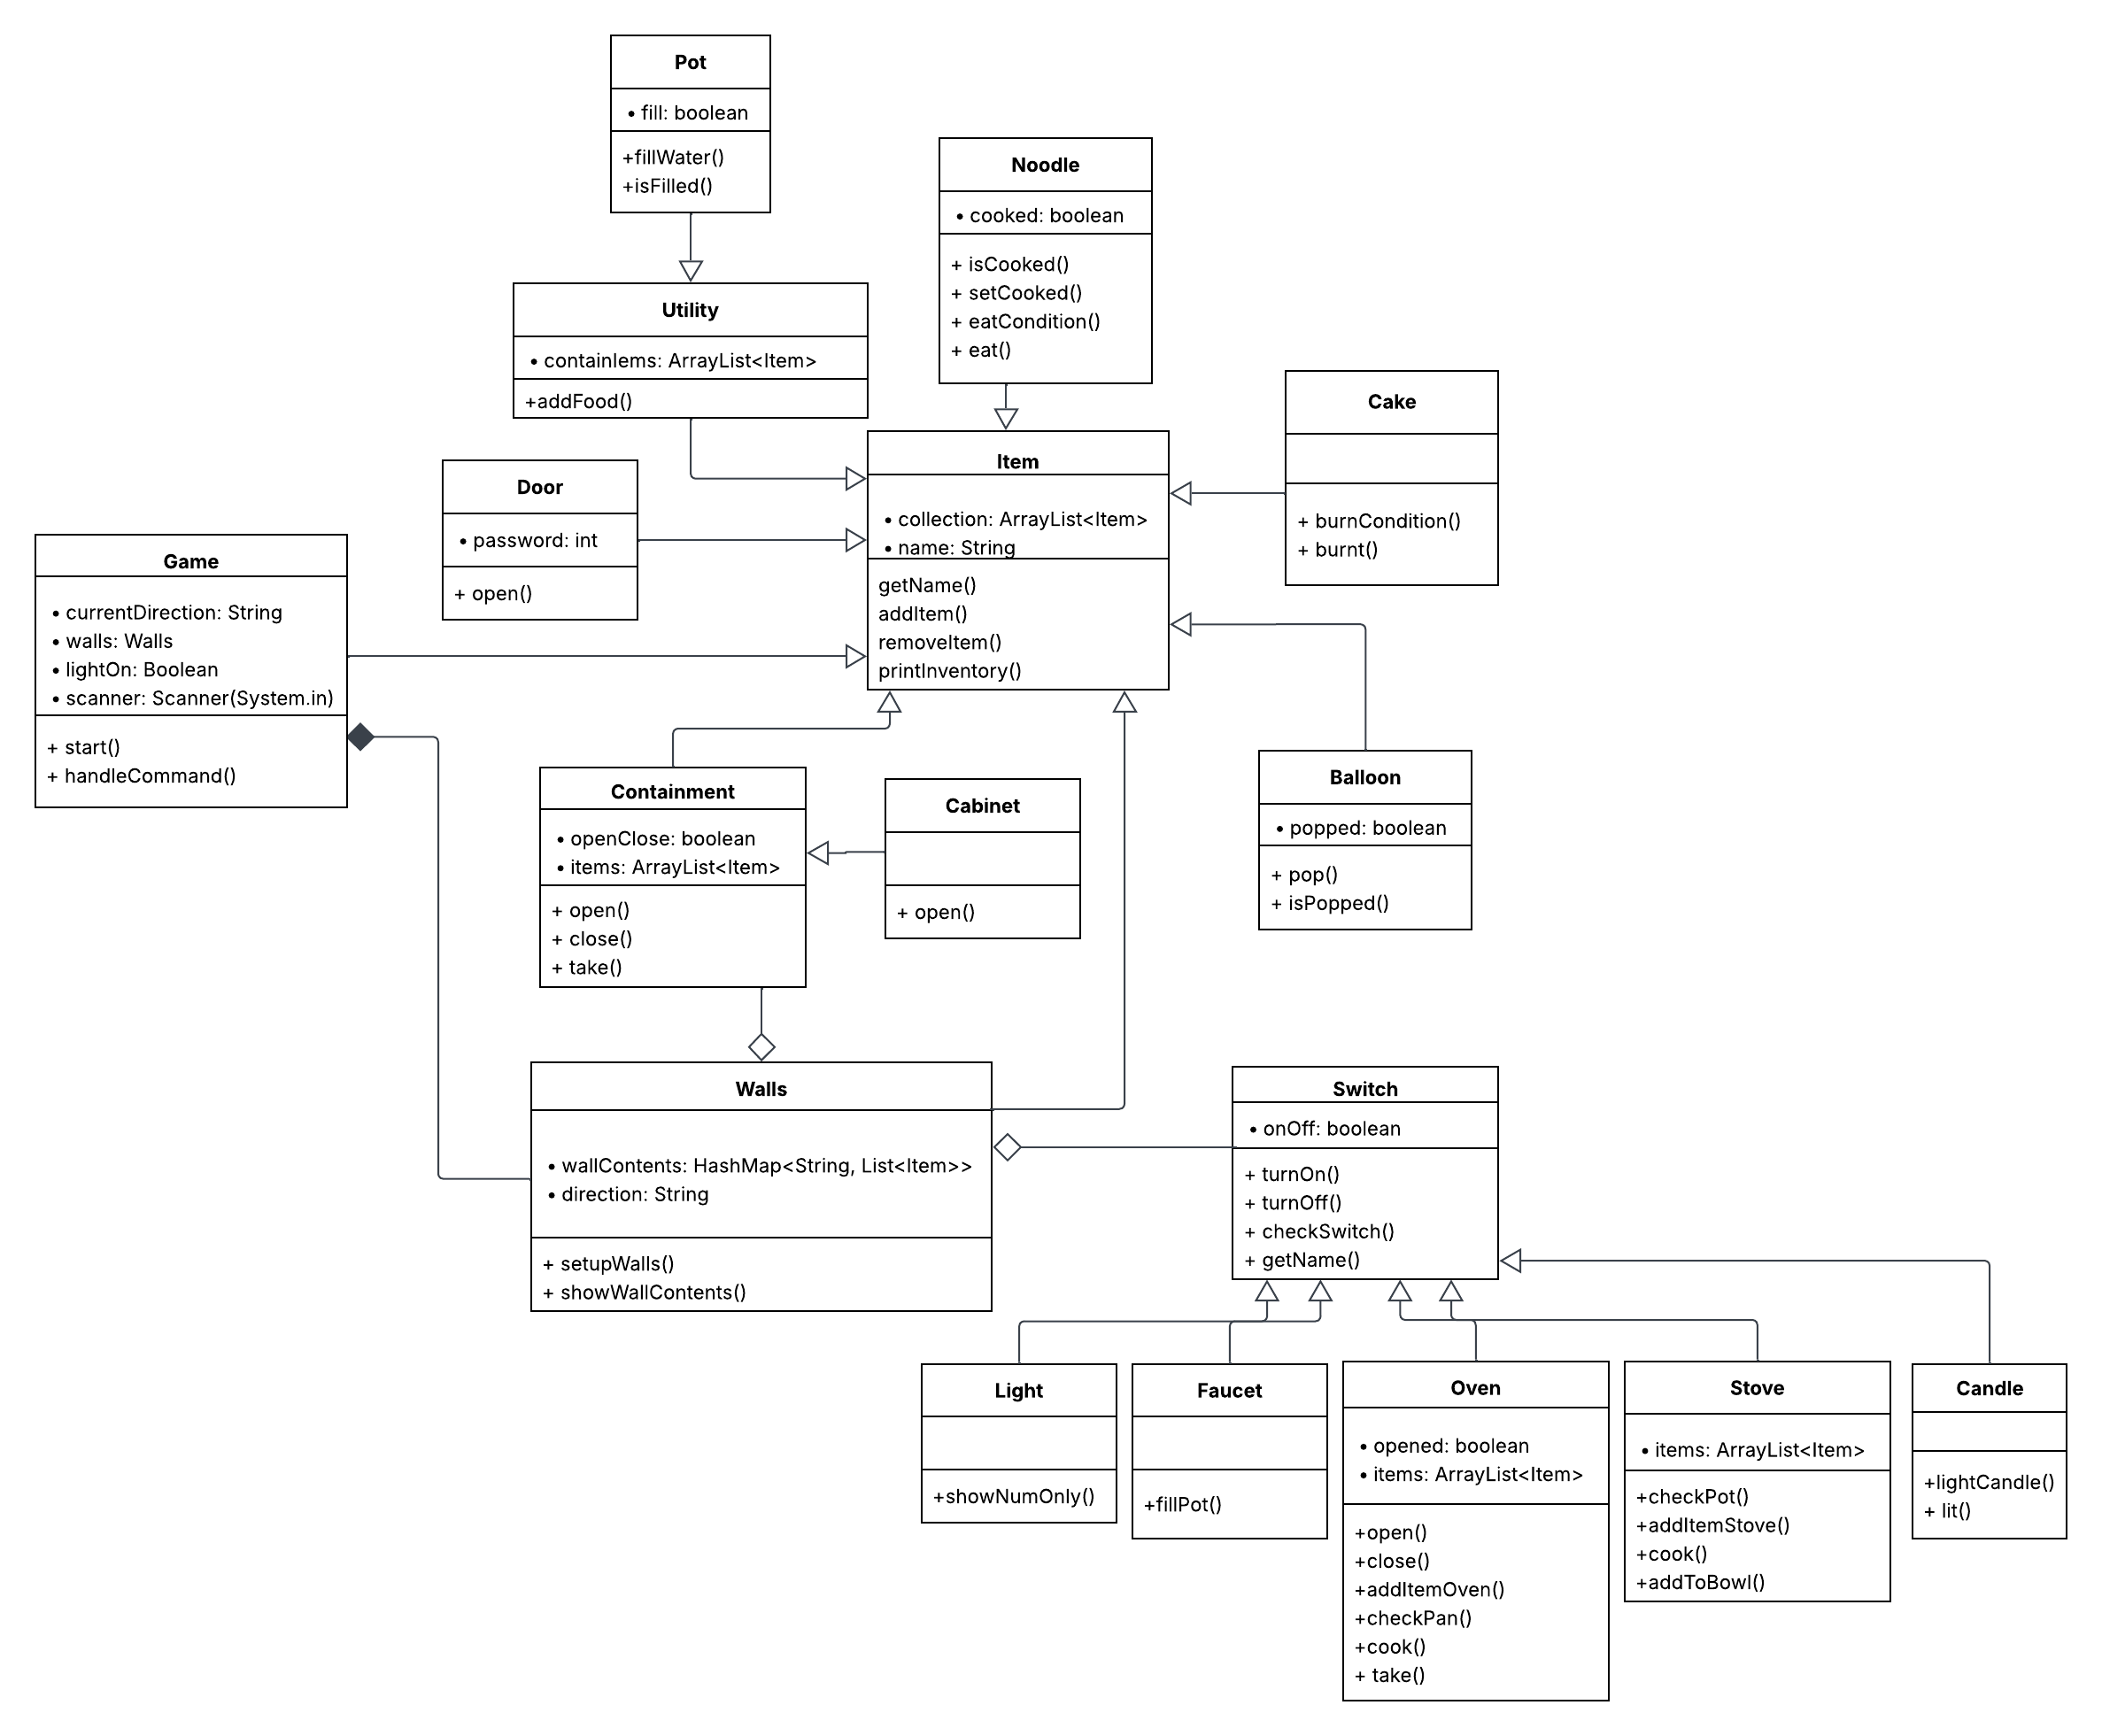 Pot
• fill: boolean
+fillWater()
+isFilled()
Noodle
• cooked: boolean
+ isCooked()
+ setCooked()
+ eatCondition()
+ eat()
Utility
• containIems: ArrayList<Item>
+addFood()
Cake
+ burnCondition()
+ burnt()
Item
• collection: ArrayList<Item>
• name: String
getName()
addItem()
removeItem()
printInventory()
Door
• password: int
+ open()
Game
• currentDirection: String
• walls: Walls
• lightOn: Boolean
• scanner: Scanner(System.in)
+ start()
+ handleCommand()
Containment
• openClose: boolean
• items: ArrayList<Item>
+ open()
+ close()
+ take()
Cabinet
+ open()
Balloon
• popped: boolean
+ pop()
+ isPopped()
Walls
• wallContents: HashMap<String, List<Item>>
• direction: String
+ setupWalls()
+ showWallContents()
Switch
• onOff: boolean
+ turnOn()
+ turnOff()
+ checkSwitch()
+ getName()
Light
+showNumOnly()
Faucet
+fillPot()
Oven
• opened: boolean
• items: ArrayList<Item>
+open()
+close()
+addItemOven()
+checkPan()
+cook()
+ take()
Stove
• items: ArrayList<Item>
+checkPot()
+addItemStove()
+cook()
+addToBowl()
Candle
+lightCandle()
+ lit()